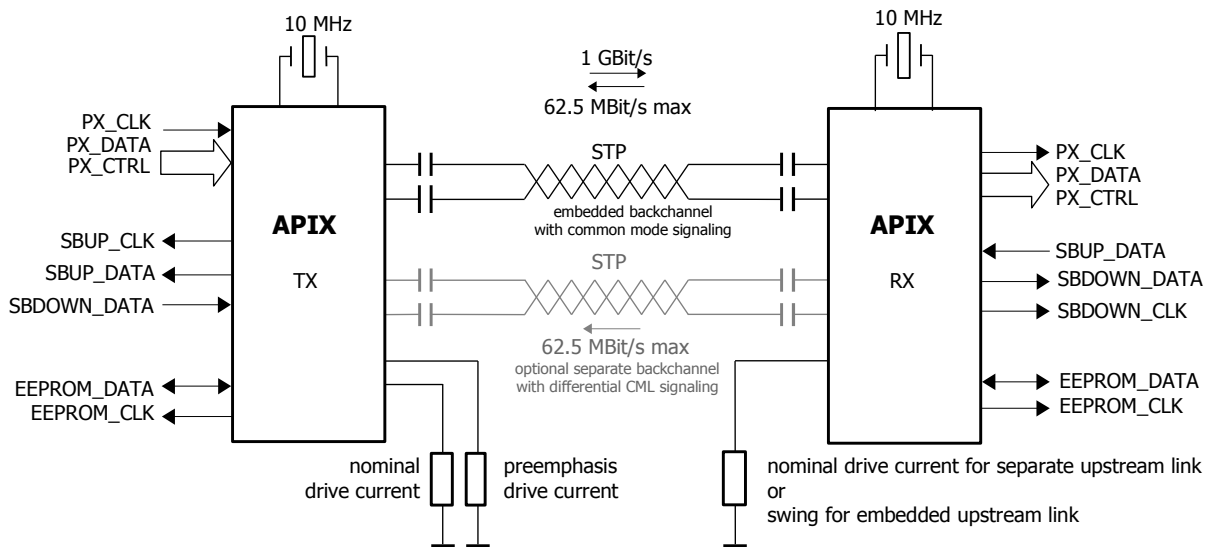 10 MHz
10 MHz
1 GBit/s
62.5 MBit/s max
PX_CLK
PX_DATA
PX_CTRL
STP
embedded backchannel
with common mode signaling
APIX
TX
SBUP_CLK
SBUP_DATA
SBDOWN_DATA
EEPROM_DATA
EEPROM_CLK
STP
62.5 MBit/s max
optional separate backchannel
with differential CML signaling
APIX
RX
PX_CLK
PX_DATA
PX_CTRL
SBUP_DATA
SBDOWN_DATA
SBDOWN_CLK
EEPROM_DATA
EEPROM_CLK
nominal
drive current
preemphasis
drive current
nominal drive current for separate upstream link
or
swing for embedded upstream link